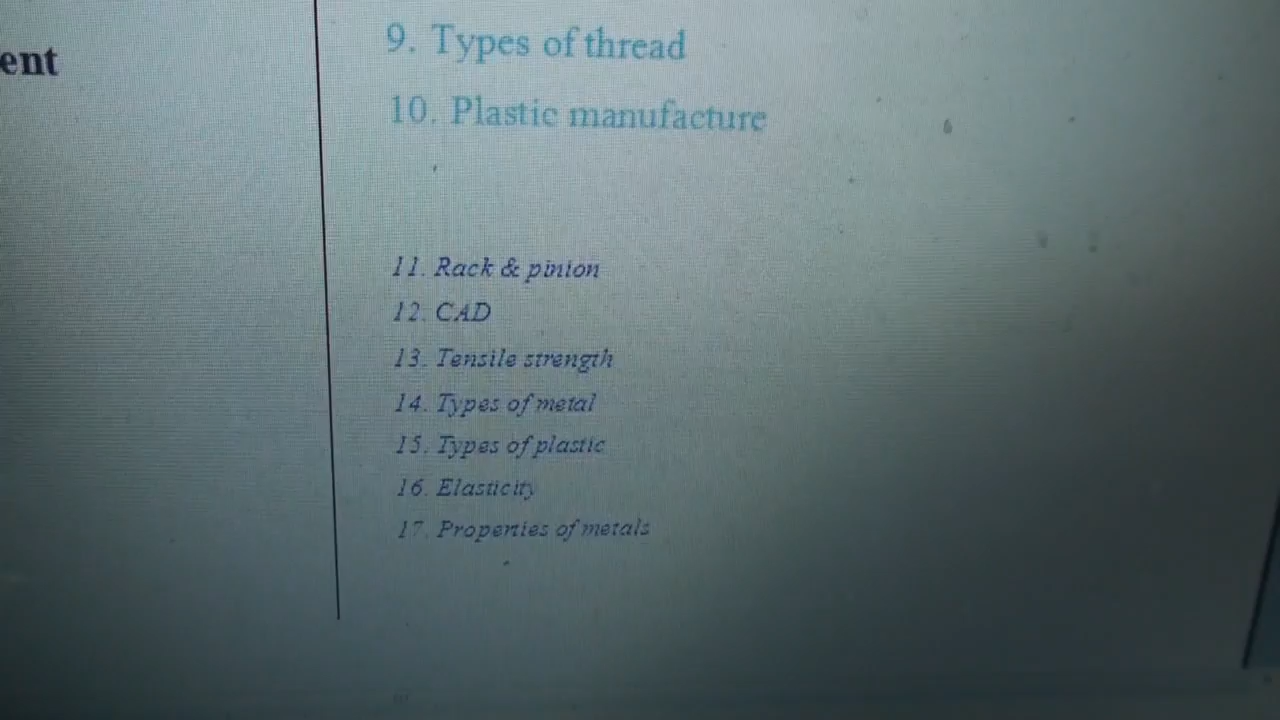 ent
9. Types of thread
10. Plastic manufacture
11. Rack & pinion
12. CAD
13. Tensile strength
14. Types of metal
15. Types of plastic
16. Elasticity
17. Properties of metals